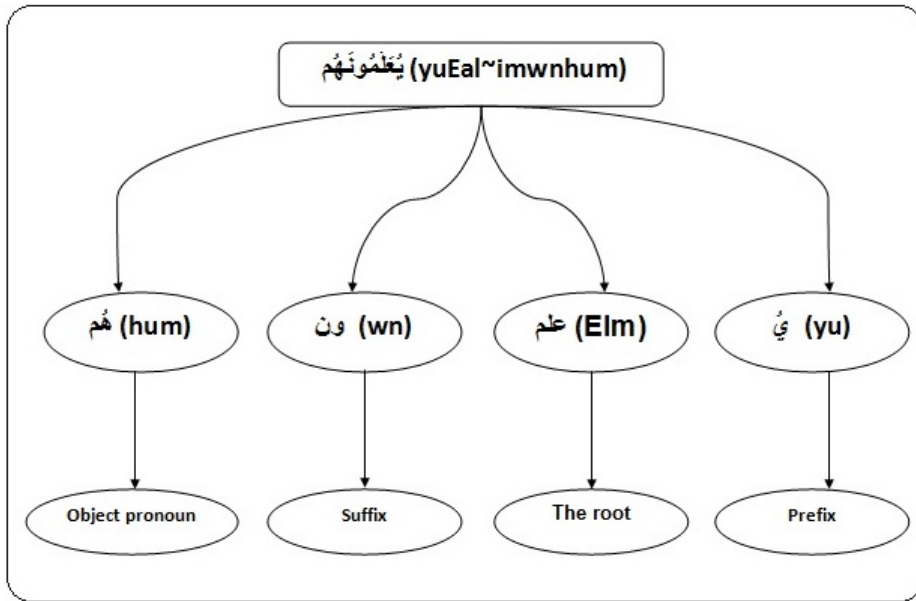 يُعَلِّمُونَهُم (yuEal~imwnhum)
هُم (hum)
ون (wn)
علم (Elm)
يُ (yu)
Object pronoun
Suffix
The root
Prefix